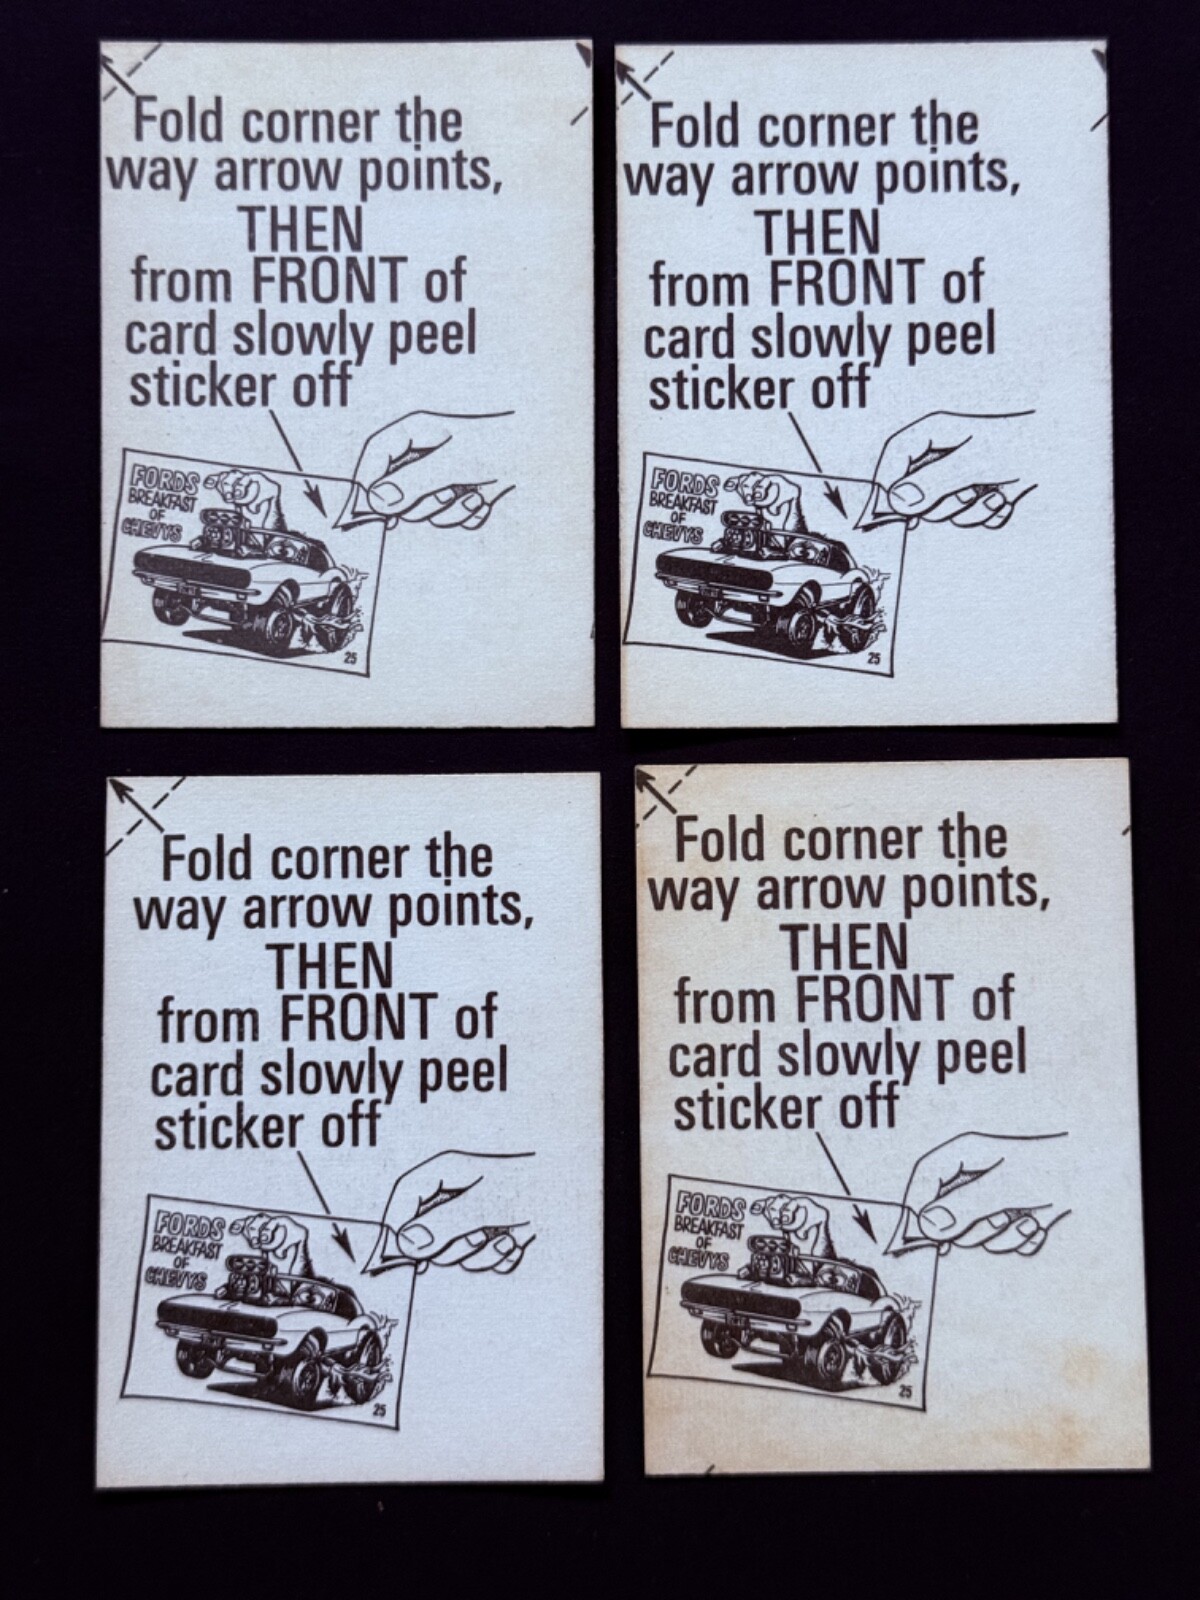 Fold corner the
way arrow points,
THEN
from FRONT of
card slowly peel
sticker off
FORDS
BREAKFAST
OF
CHEVYS
25
Fold corner the
way arrow points,
THEN
from FRONT of
card slowly peel
sticker off
FORDS
BREAKFAST
OF
CHEVYS
25
Fold corner the
way arrow points,
THEN
from FRONT of
card slowly peel
sticker off
FORDS
BREAKFAST
OF
CHEVYS
25
Fold corner the
way arrow points,
THEN
from FRONT of
card slowly peel
sticker off
FORDS
BREAKFAST
OF
CHEVYS
25